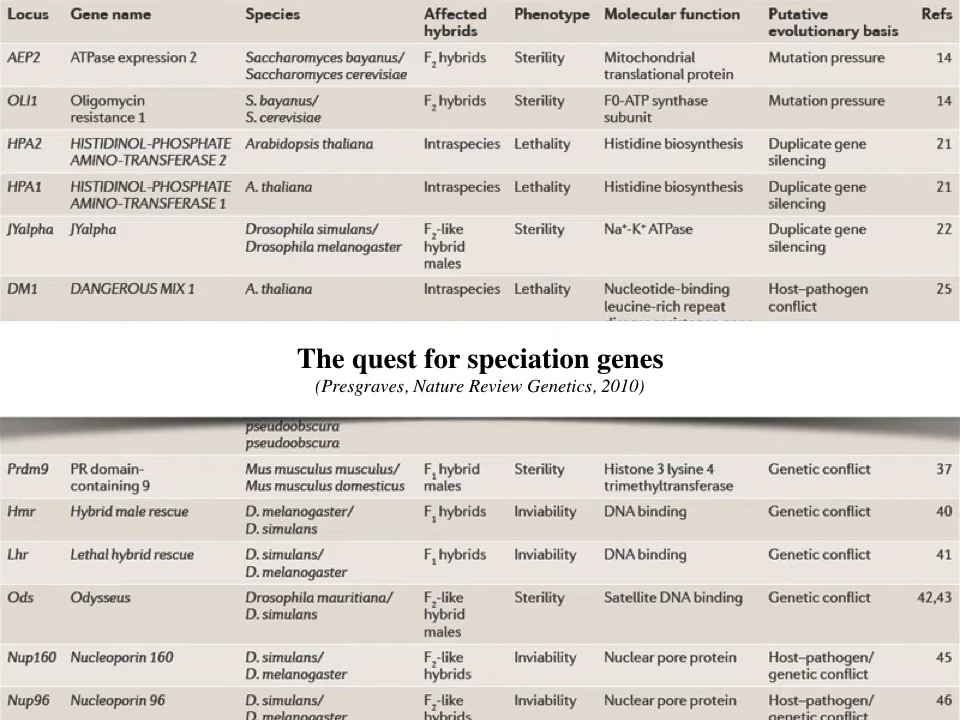 Locus Gene name Species Affected hybrids Phenotype Molecular function Putative evolutionary basis Refs
AEP2 ATPase expression 2 Saccharomyces bayanus/ Saccharomyces cerevisiae F2 hybrids Sterility Mitochondrial translational protein Mutation pressure 14
OLI1 Oligomycin resistance 1 S. bayanus/ S. cerevisiae F2 hybrids Sterility F0-ATP synthase subunit Mutation pressure 14
HPA2 HISTIDINOL-PHOSPHATE AMINO-TRANSFERASE 2 Arabidopsis thaliana Intraspecies Lethality Histidine biosynthesis Duplicate gene silencing 21
HPA1 HISTIDINOL-PHOSPHATE AMINO-TRANSFERASE 1 A. thaliana Intraspecies Lethality Histidine biosynthesis Duplicate gene silencing 21
JYalpha JYalpha Drosophila simulans/ Drosophila melanogaster F2-like hybrid males Sterility Na+-K+ ATPase Duplicate gene silencing 22
DM1 DANGEROUS MIX 1 A. thaliana Intraspecies Lethality Nucleotide-binding leucine-rich repeat Host–pathogen conflict 25
The quest for speciation genes
(Presgraves, Nature Review Genetics, 2010)
pseudoobscura
pseudoobscura
Prdm9 PR domain-containing 9 Mus musculus musculus/ Mus musculus domesticus F1 hybrid males Sterility Histone 3 lysine 4 trimethyltransferase Genetic conflict 37
Hmr Hybrid male rescue D. melanogaster/ D. simulans F1 hybrids Inviability DNA binding Genetic conflict 40
Lhr Lethal hybrid rescue D. simulans/ D. melanogaster F1 hybrids Inviability DNA binding Genetic conflict 41
Ods Odysseus Drosophila mauritiana/ D. simulans F2-like hybrid males Sterility Satellite DNA binding Genetic conflict 42,43
Nup160 Nucleoporin 160 D. simulans/ D. melanogaster F2-like hybrids Inviability Nuclear pore protein Host–pathogen/ genetic conflict 45
Nup96 Nucleoporin 96 D. simulans/ D. melanogaster F2-like hybrids Inviability Nuclear pore protein Host–pathogen/ genetic conflict 46